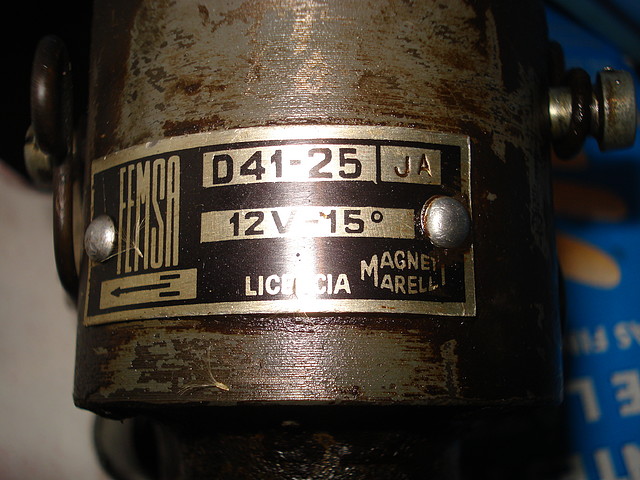 FEMSA
D41-25 JA
12V-15°
LICENCIA MAGNETI MARELLI